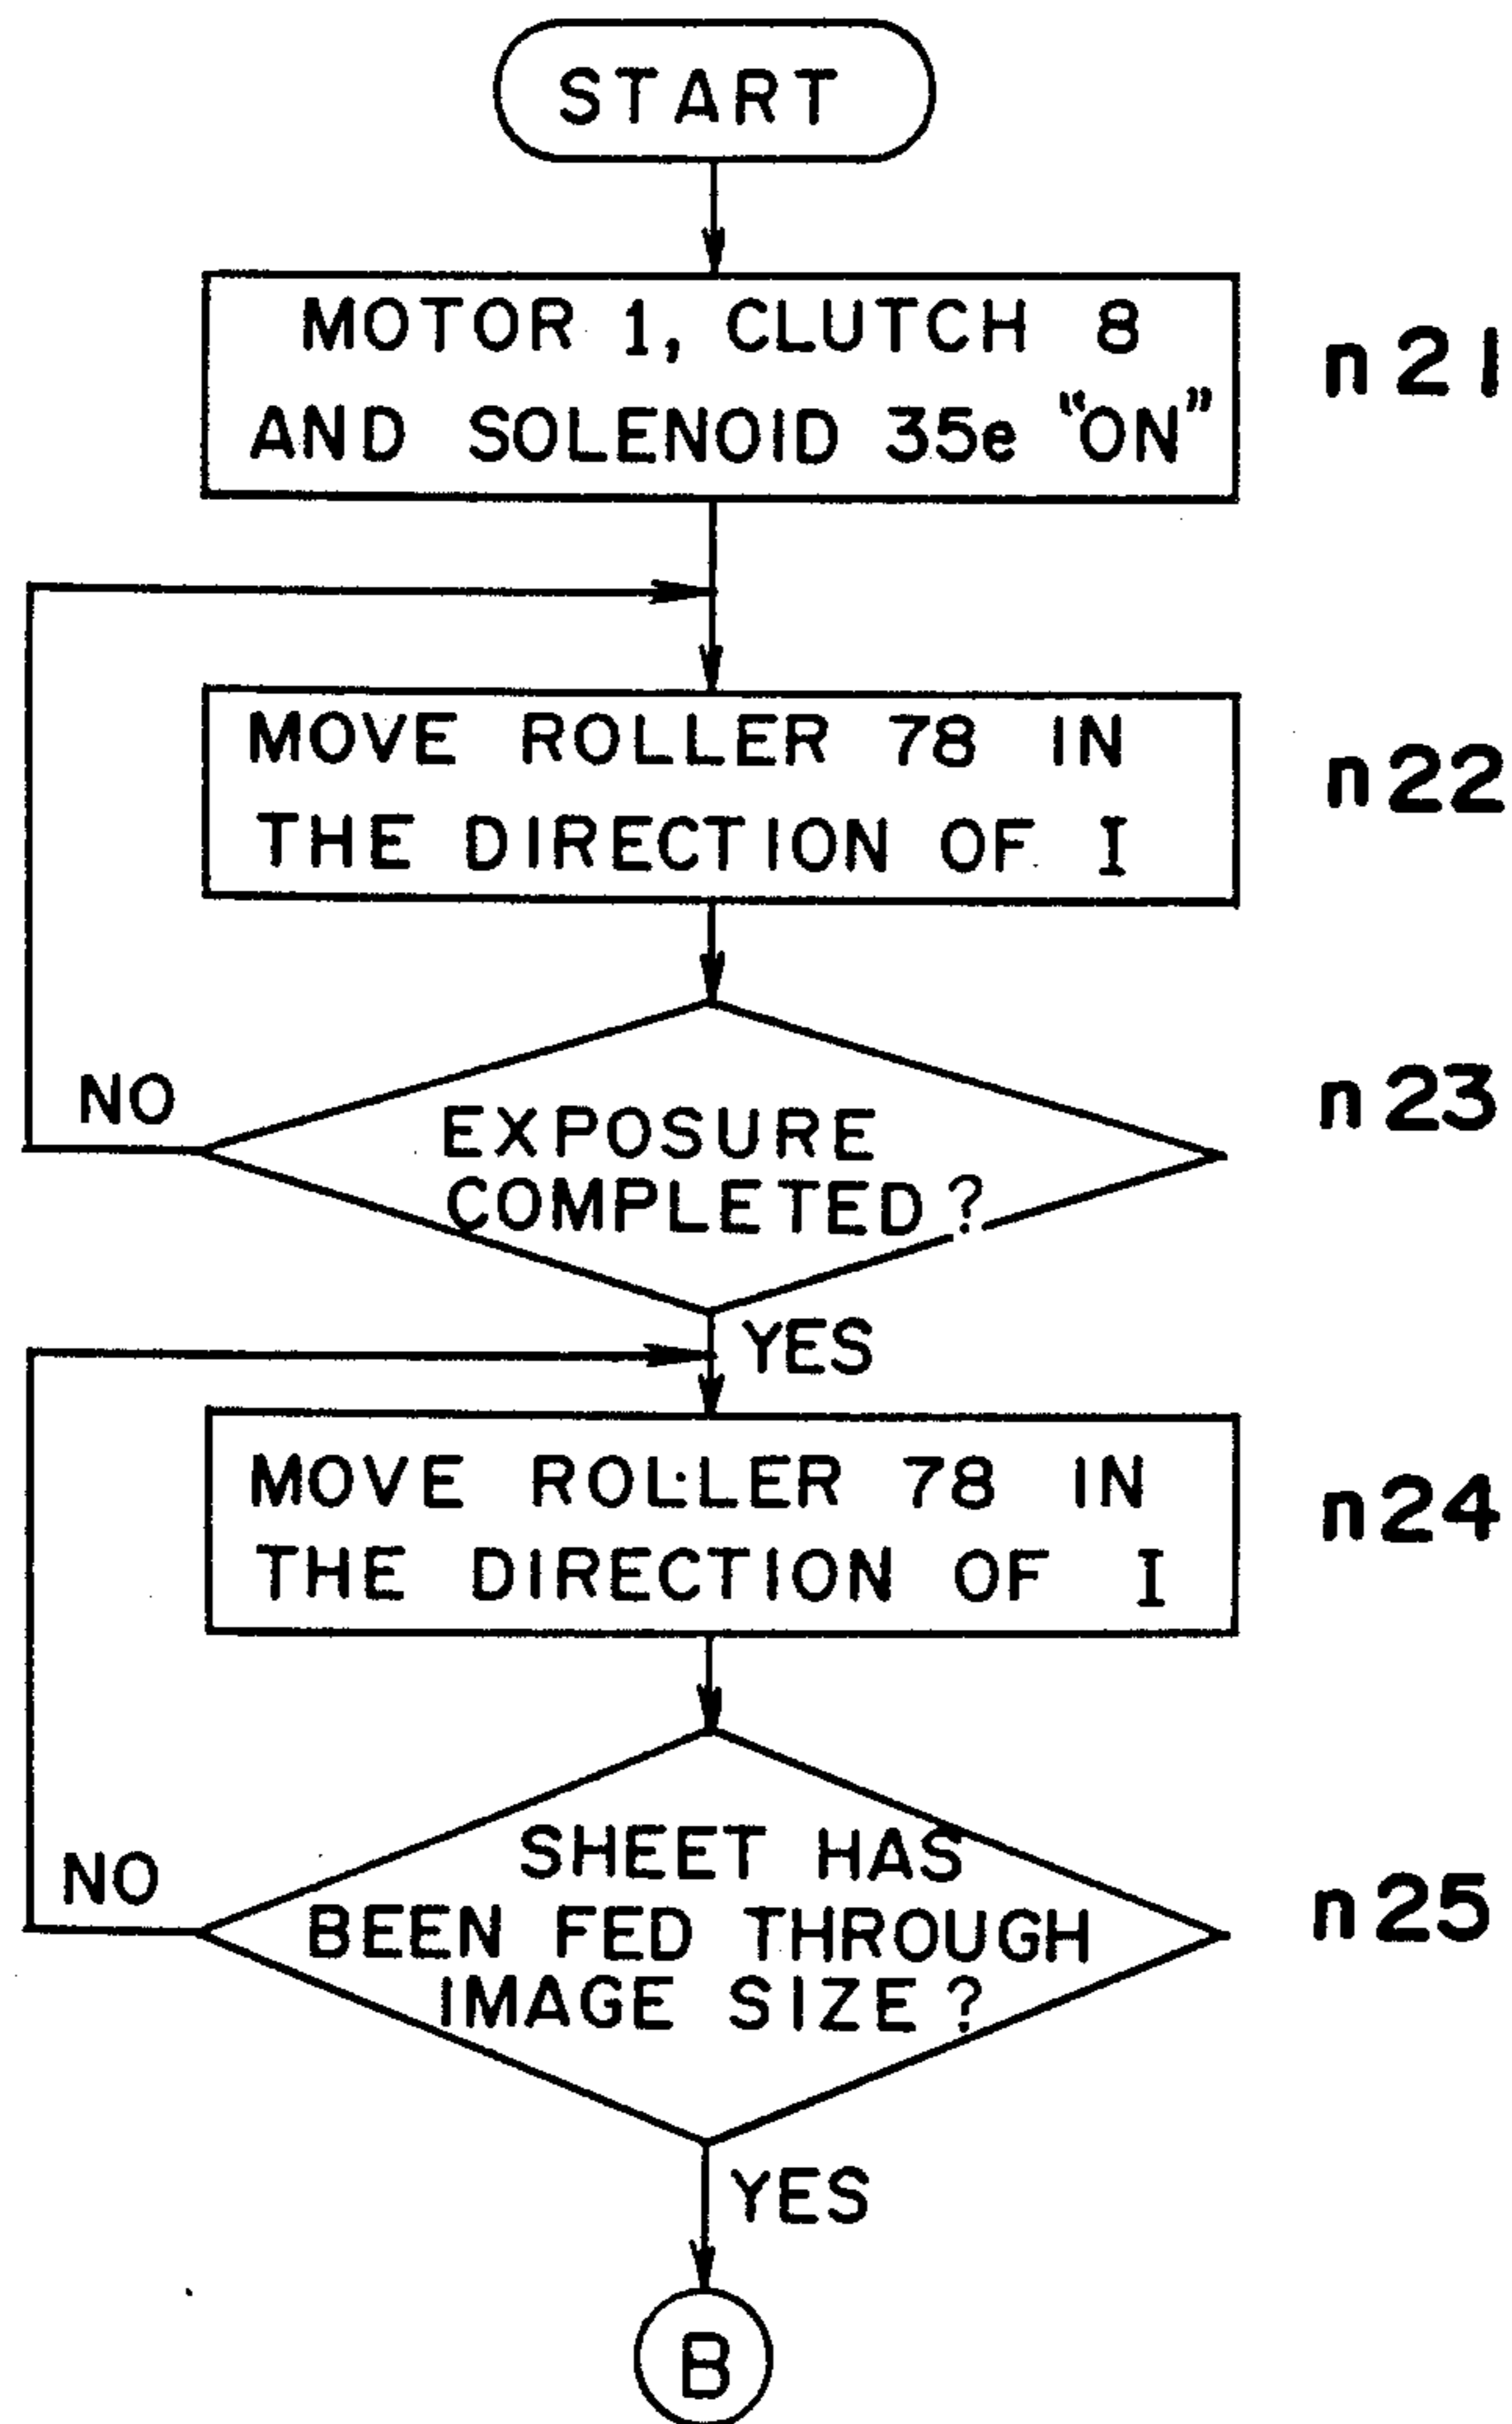 START
MOTOR 1, CLUTCH 8
AND SOLENOID 35e "ON"
n21
MOVE ROLLER 78 IN
THE DIRECTION OF I
n22
NO
EXPOSURE
COMPLETED?
n23
YES
MOVE ROLLER 78 IN
THE DIRECTION OF I
n24
NO
SHEET HAS
BEEN FED THROUGH
IMAGE SIZE?
n25
YES
B